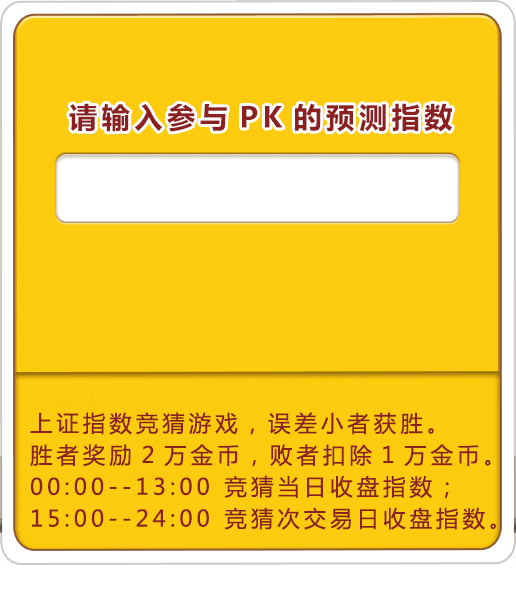 请输入参与PK的预测指数
上证指数竞猜游戏，误差小者获胜。
胜者奖励2万金币，败者扣除1万金币。
00:00--13:00 竞猜当日收盘指数；
15:00--24:00 竞猜次交易日收盘指数。